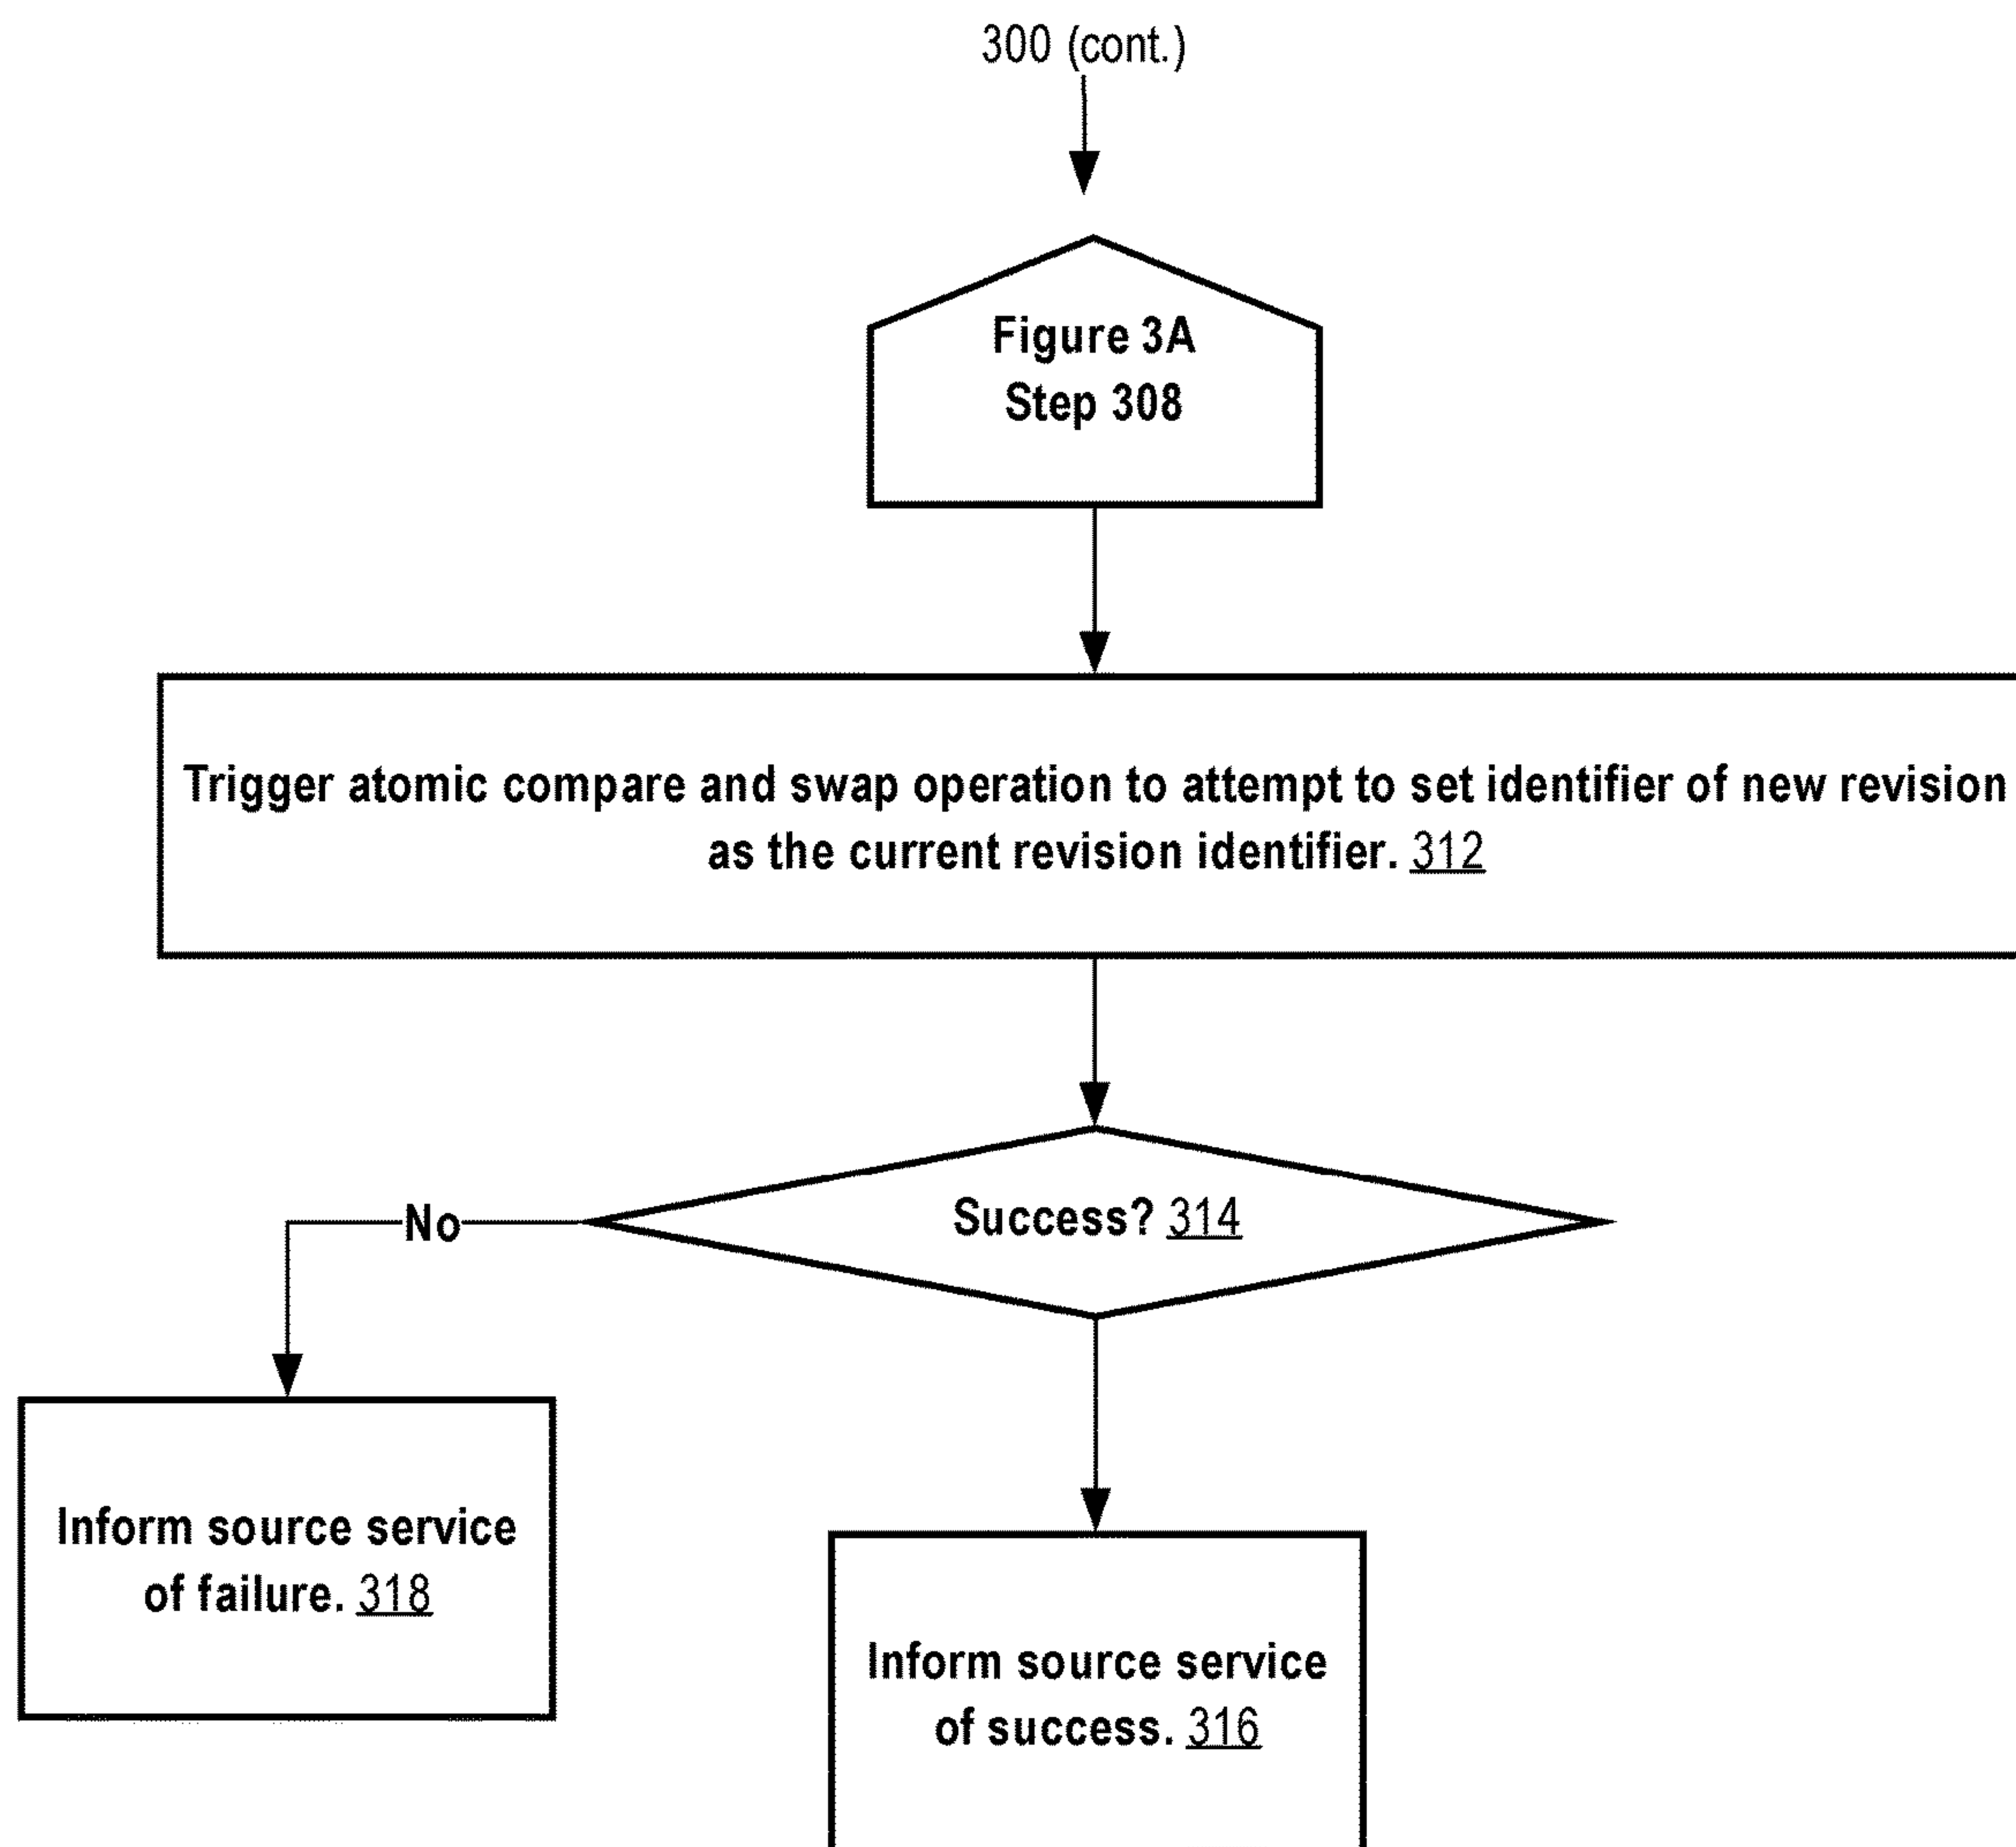 300 (cont.)
Figure 3A
Step 308
Trigger atomic compare and swap operation to attempt to set identifier of new revision
as the current revision identifier. 312
Success? 314
No
Inform source service
of failure. 318
Inform source service
of success. 316